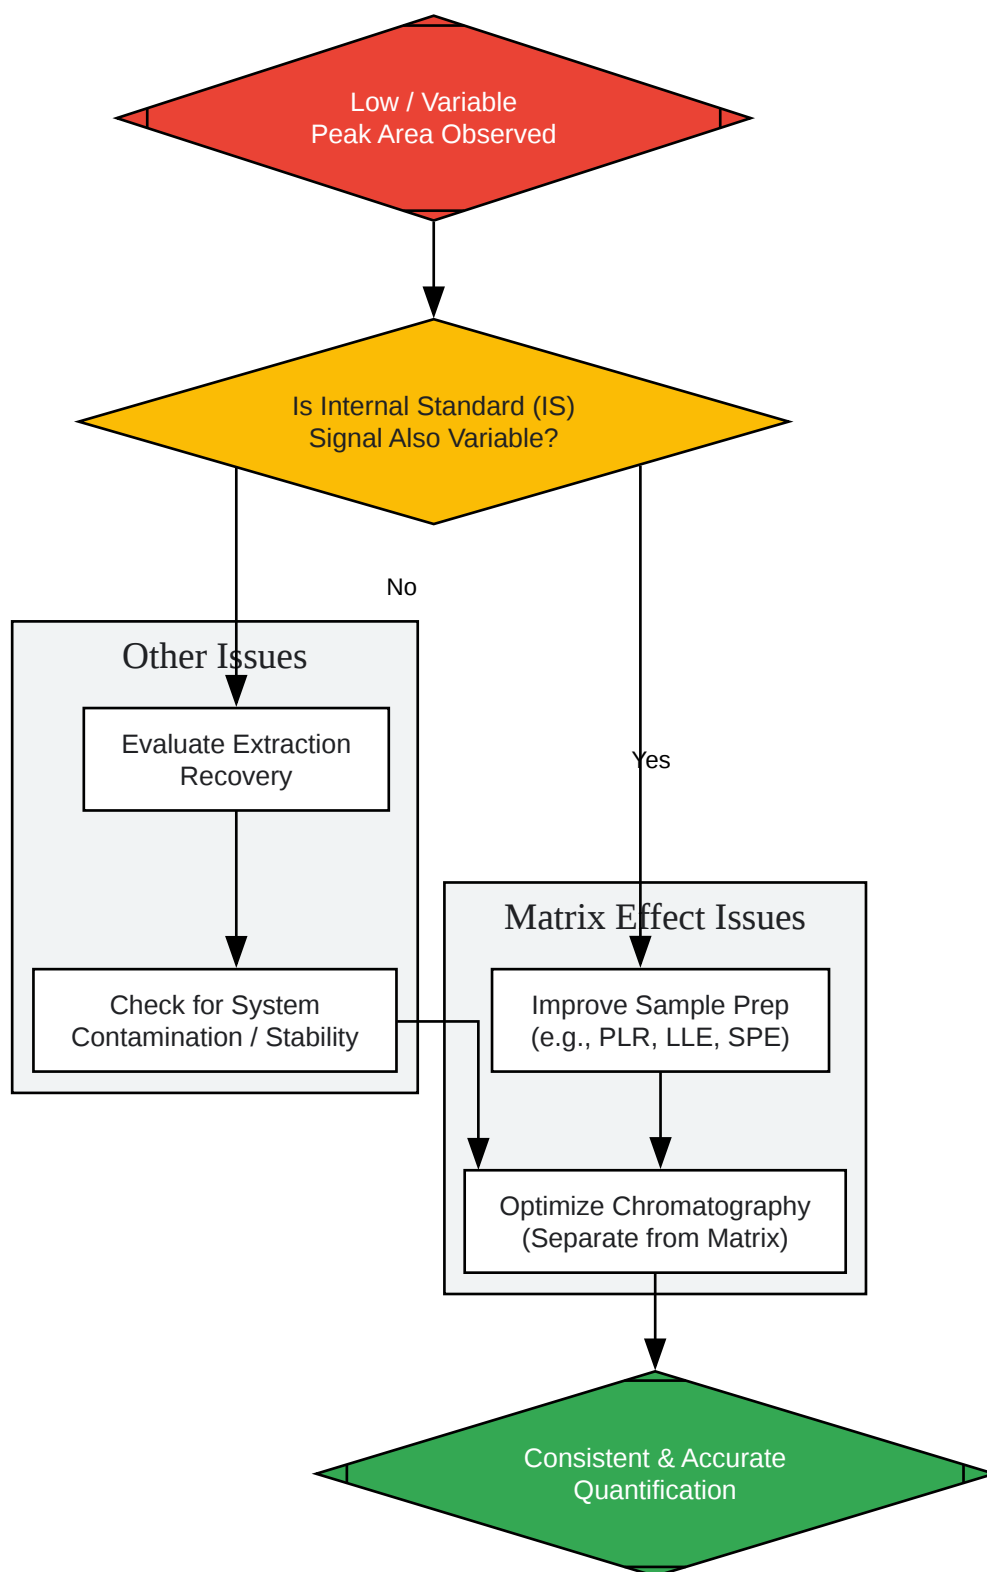 Low / Variable
Peak Area Observed
Is Internal Standard (IS)
Signal Also Variable?
No
Other Issues
Evaluate Extraction
Recovery
Yes
Matrix Effect Issues
Check for System
Contamination / Stability
Improve Sample Prep
(e.g., PLR, LLE, SPE)
Optimize Chromatography
(Separate from Matrix)
Consistent & Accurate
Quantification